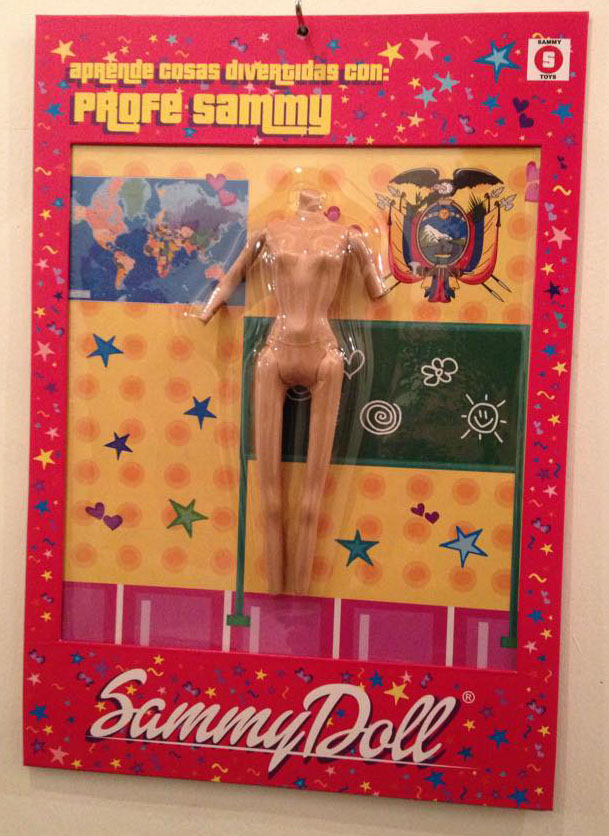 SAMMY
S
TOYS
aprende cosas divertidas con:
PROFE SAMMY
SammyDoll®